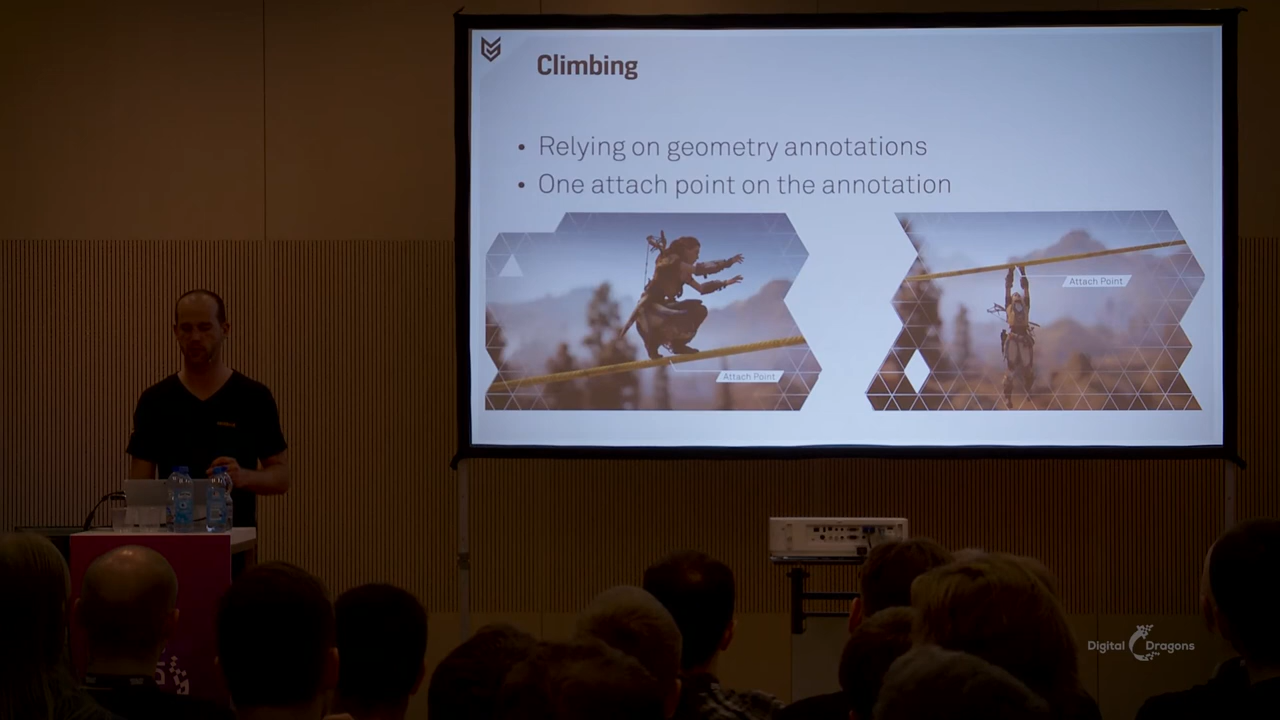 Climbing
• Relying on geometry annotations
• One attach point on the annotation
Attach Point
Attach Point
Digital Dragons